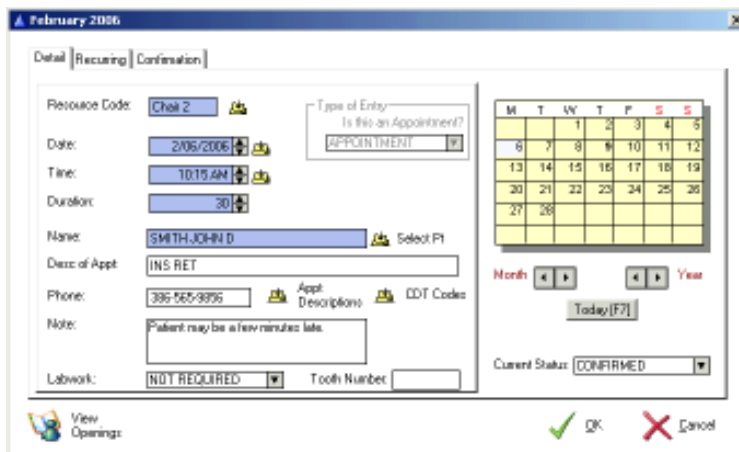 February 2006
Detail Recurring Confirmation
Resource Code: Chair 2
Type of Entry
Is this an Appointment?
APPOINTMENT
Date: 2/06/2006
Time: 10:15 AM
Duration: 30
Name: SMITH-JOHN D Select Pt
Desc of Appt INS RET
Phone: 386-565-9856 Appt Descriptions CDT Codes
Note: Patient may be a few minutes late.
Labwork: NOT REQUIRED Tooth Number:
M T W T F S S
1 2 3 4 5
6 7 8 9 10 11 12
13 14 15 16 17 18 19
20 21 22 23 24 25 26
27 28
Month Year
Today [F7]
Current Status: CONFIRMED
View Openings
OK Cancel